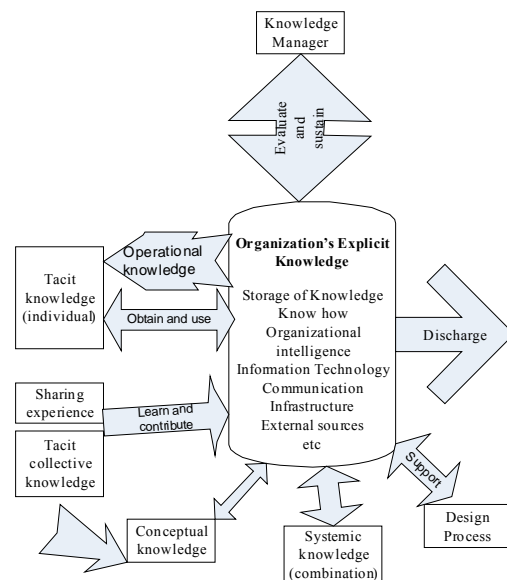 Knowledge
Manager
Evaluate
and
sustain
Organization's Explicit
Knowledge
Storage of Knowledge
Know how
Organizational
intelligence
Information Technology
Communication
Infrastructure
External sources
etc
Operational
knowledge
Tacit
knowledge
(individual)
Obtain and use
Discharge
Sharing
experience
Learn and
contribute
Tacit
collective
knowledge
Conceptual
knowledge
Systemic
knowledge
(combination)
Support
Design
Process